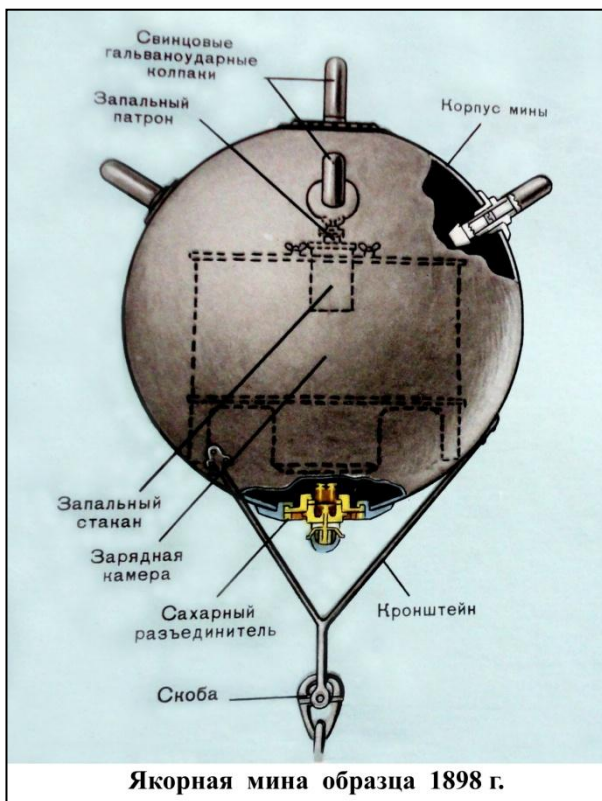 Свинцовые
гальваноударные
колпаки
Запальный
патрон
Корпус мины
Запальный
стакан
Зарядная
камера
Сахарный
разъединитель
Кронштейн
Скоба
Якорная мина образца 1898 г.